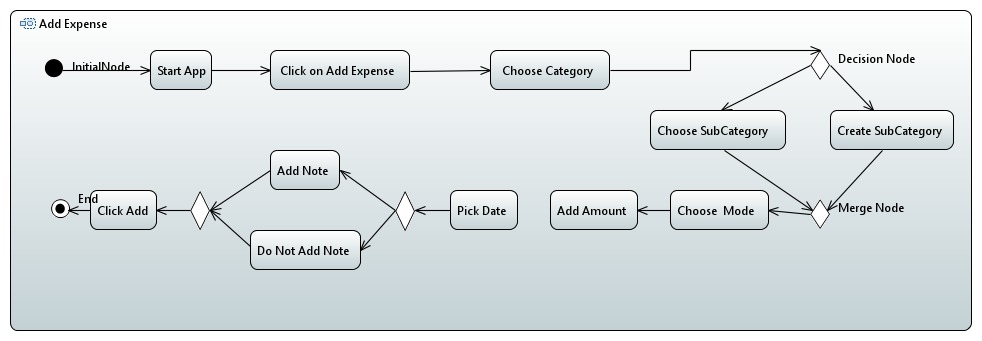 Add Expense
InitialNode
Start App
Click on Add Expense
Choose Category
Decision Node
Choose SubCategory
Create SubCategory
Add Note
End
Click Add
Pick Date
Add Amount
Choose Mode
Merge Node
Do Not Add Note